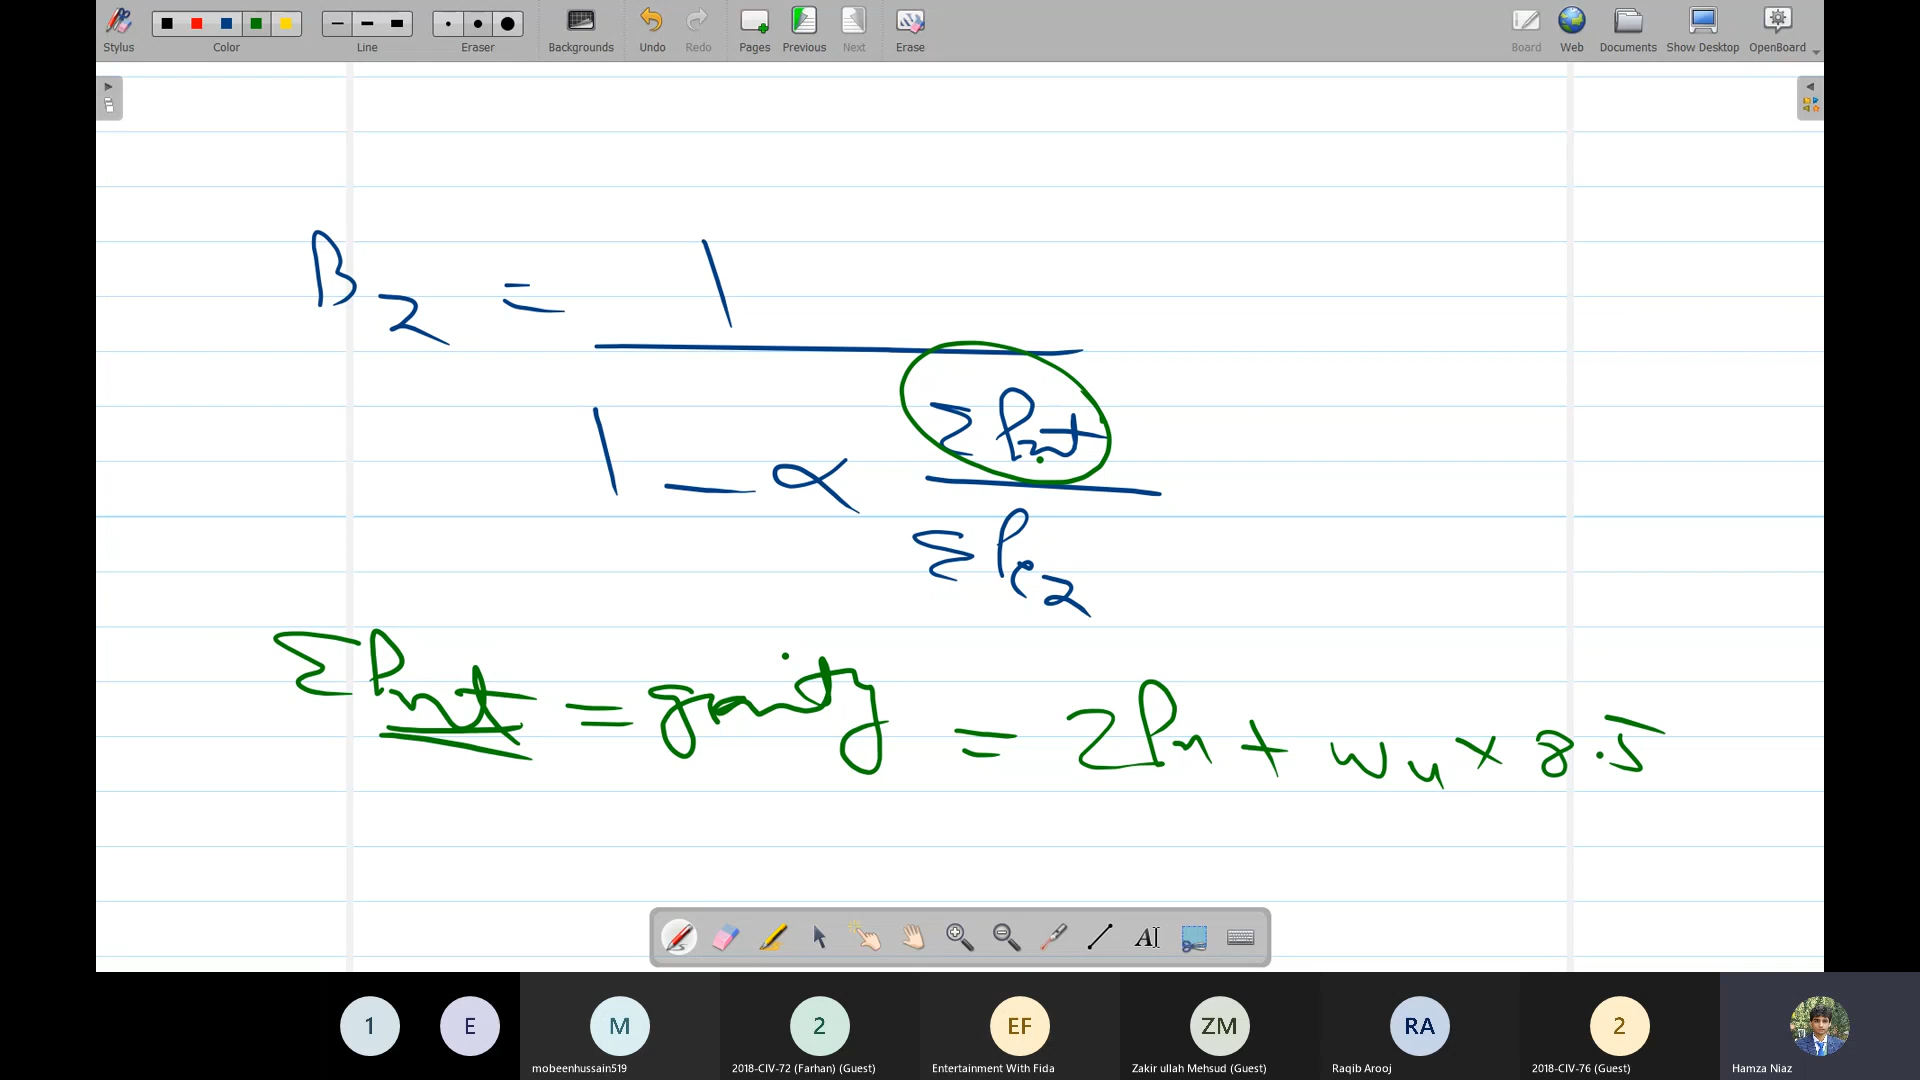 Stylus Color Line Eraser Backgrounds Undo Redo Pages Previous Next Erase Board Web Documents Show Desktop OpenBoard
B2 = 1
1 - α ΣPnt
ΣPe2
ΣPnt = gravity = 2Pn + wu × 8.5
AI
1 E M 2 EF ZM RA 2
mobeenhussain519 2018-CIV-72 (Farhan) (Guest) Entertainment With Fida Zakir ullah Mehsud (Guest) Raqib Arooj 2018-CIV-76 (Guest) Hamza Niaz